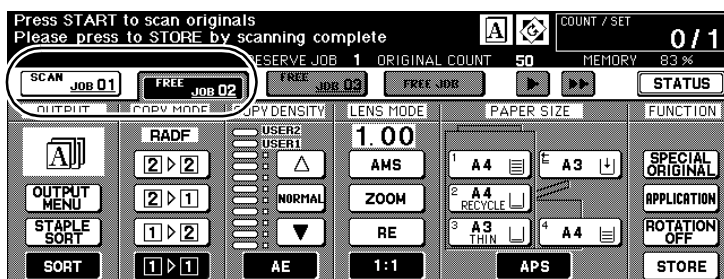 Press START to scan originals
Please press to STORE by scanning complete
A
COUNT / SET
0/1
RESERVE JOB 1 ORIGINAL COUNT 50 MEMORY 83 %
SCAN JOB 01
FREE JOB 02
FREE JOB 03
FREE JOB
STATUS
OUTPUT
COPY MODE
COPY DENSITY
LENS MODE
PAPER SIZE
FUNCTION
A
RADF
USER2
USER1
1.00
2▷2
AMS
1 A4
A3
SPECIAL ORIGINAL
OUTPUT MENU
2▷1
NORMAL
ZOOM
2 A4 RECYCLE
APPLICATION
STAPLE SORT
1▷2
RE
3 A3 THIN
4 A4
ROTATION OFF
SORT
1▷1
AE
1:1
APS
STORE